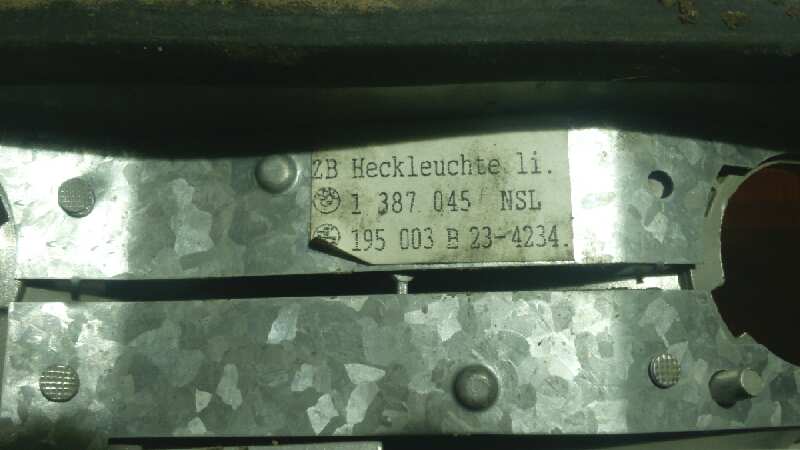 ZB Heckleuchte li.
1 387 045 NSL
195 003 B 23-4234.